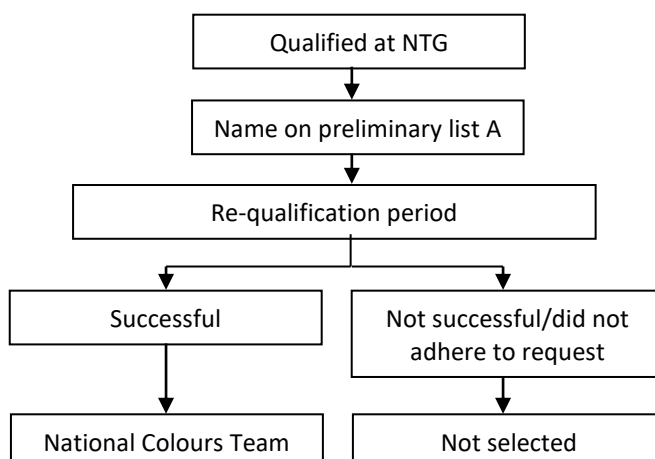 Qualified at NTG
Name on preliminary list A
Re-qualification period
Successful
Not successful/did not
adhere to request
National Colours Team
Not selected